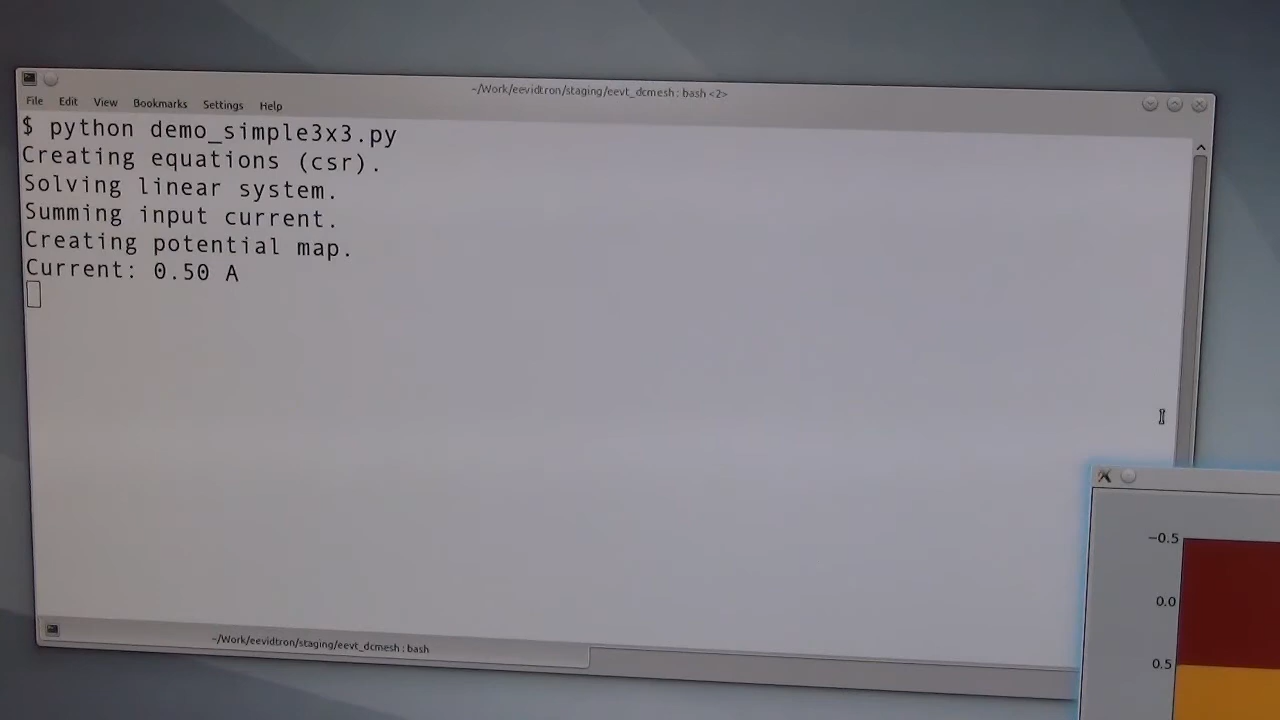 ~/Work/eevidtron/staging/eevt_dcmesh : bash <2>
File Edit View Bookmarks Settings Help
$ python demo_simple3x3.py
Creating equations (csr).
Solving linear system.
Summing input current.
Creating potential map.
Current: 0.50 A
−0.5
0.0
0.5
~/Work/eevidtron/staging/eevt_dcmesh : bash